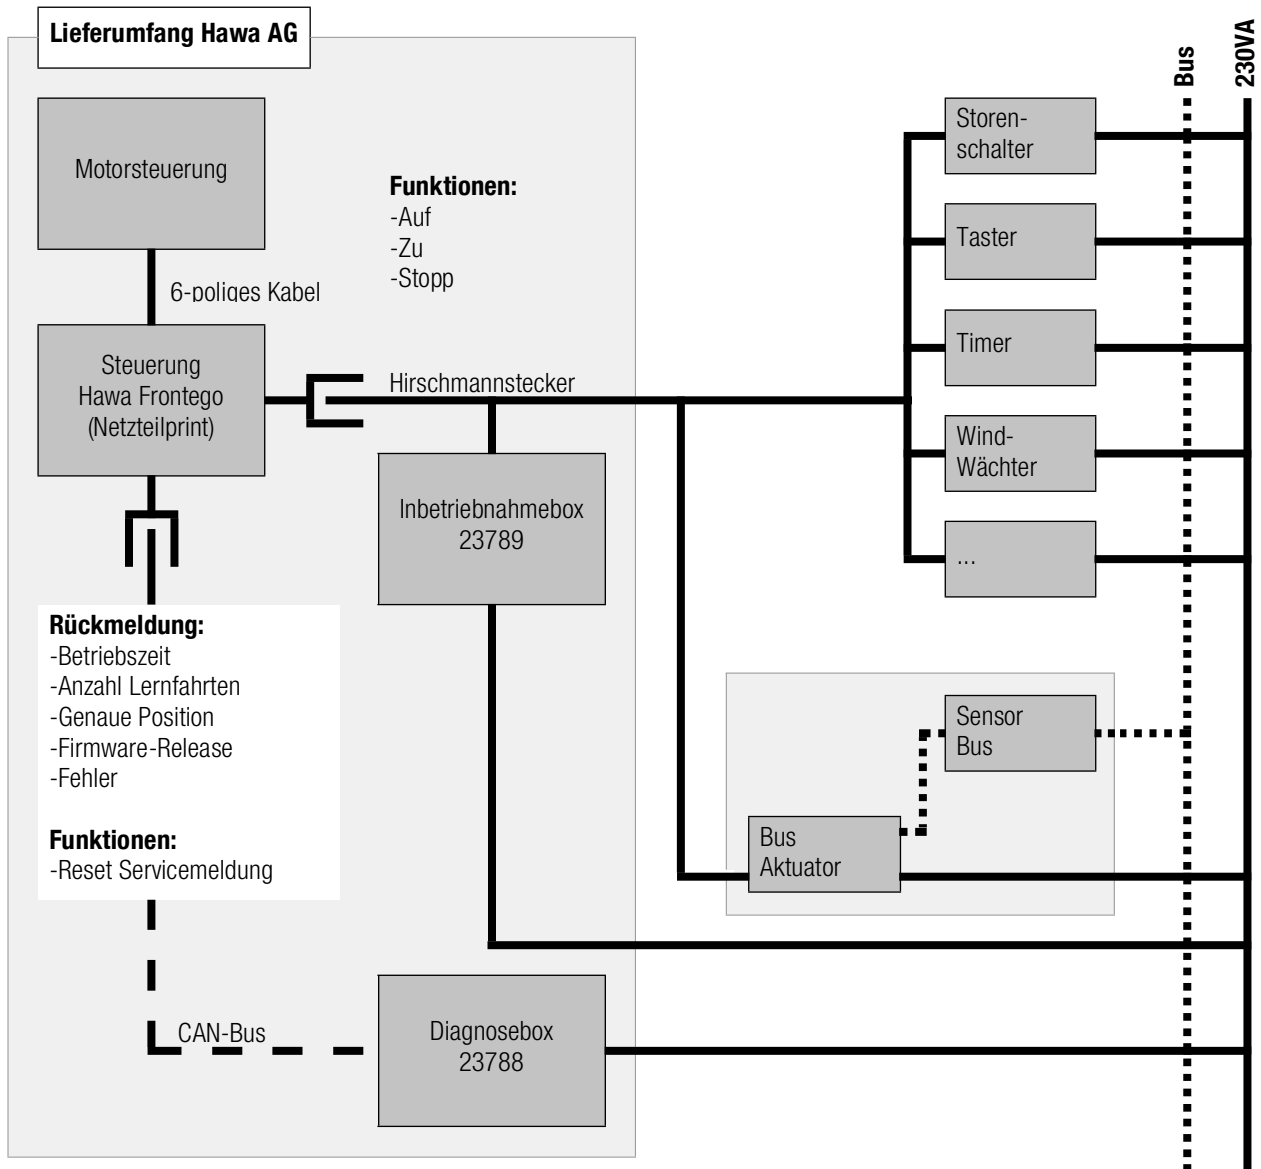 Lieferumfang Hawa AG
Motorsteuerung
6-poliges Kabel
Steuerung
Hawa Frontego
(Netzteilprint)
Funktionen:
-Auf
-Zu
-Stopp
Hirschmannstecker
Inbetriebnahmebox
23789
Rückmeldung:
-Betriebszeit
-Anzahl Lernfahrten
-Genaue Position
-Firmware-Release
-Fehler
Funktionen:
-Reset Servicemeldung
CAN-Bus
Diagnosebox
23788
Storen-
schalter
Taster
Timer
Wind-
Wächter
...
Sensor
Bus
Bus
Aktuator
Bus
230VA